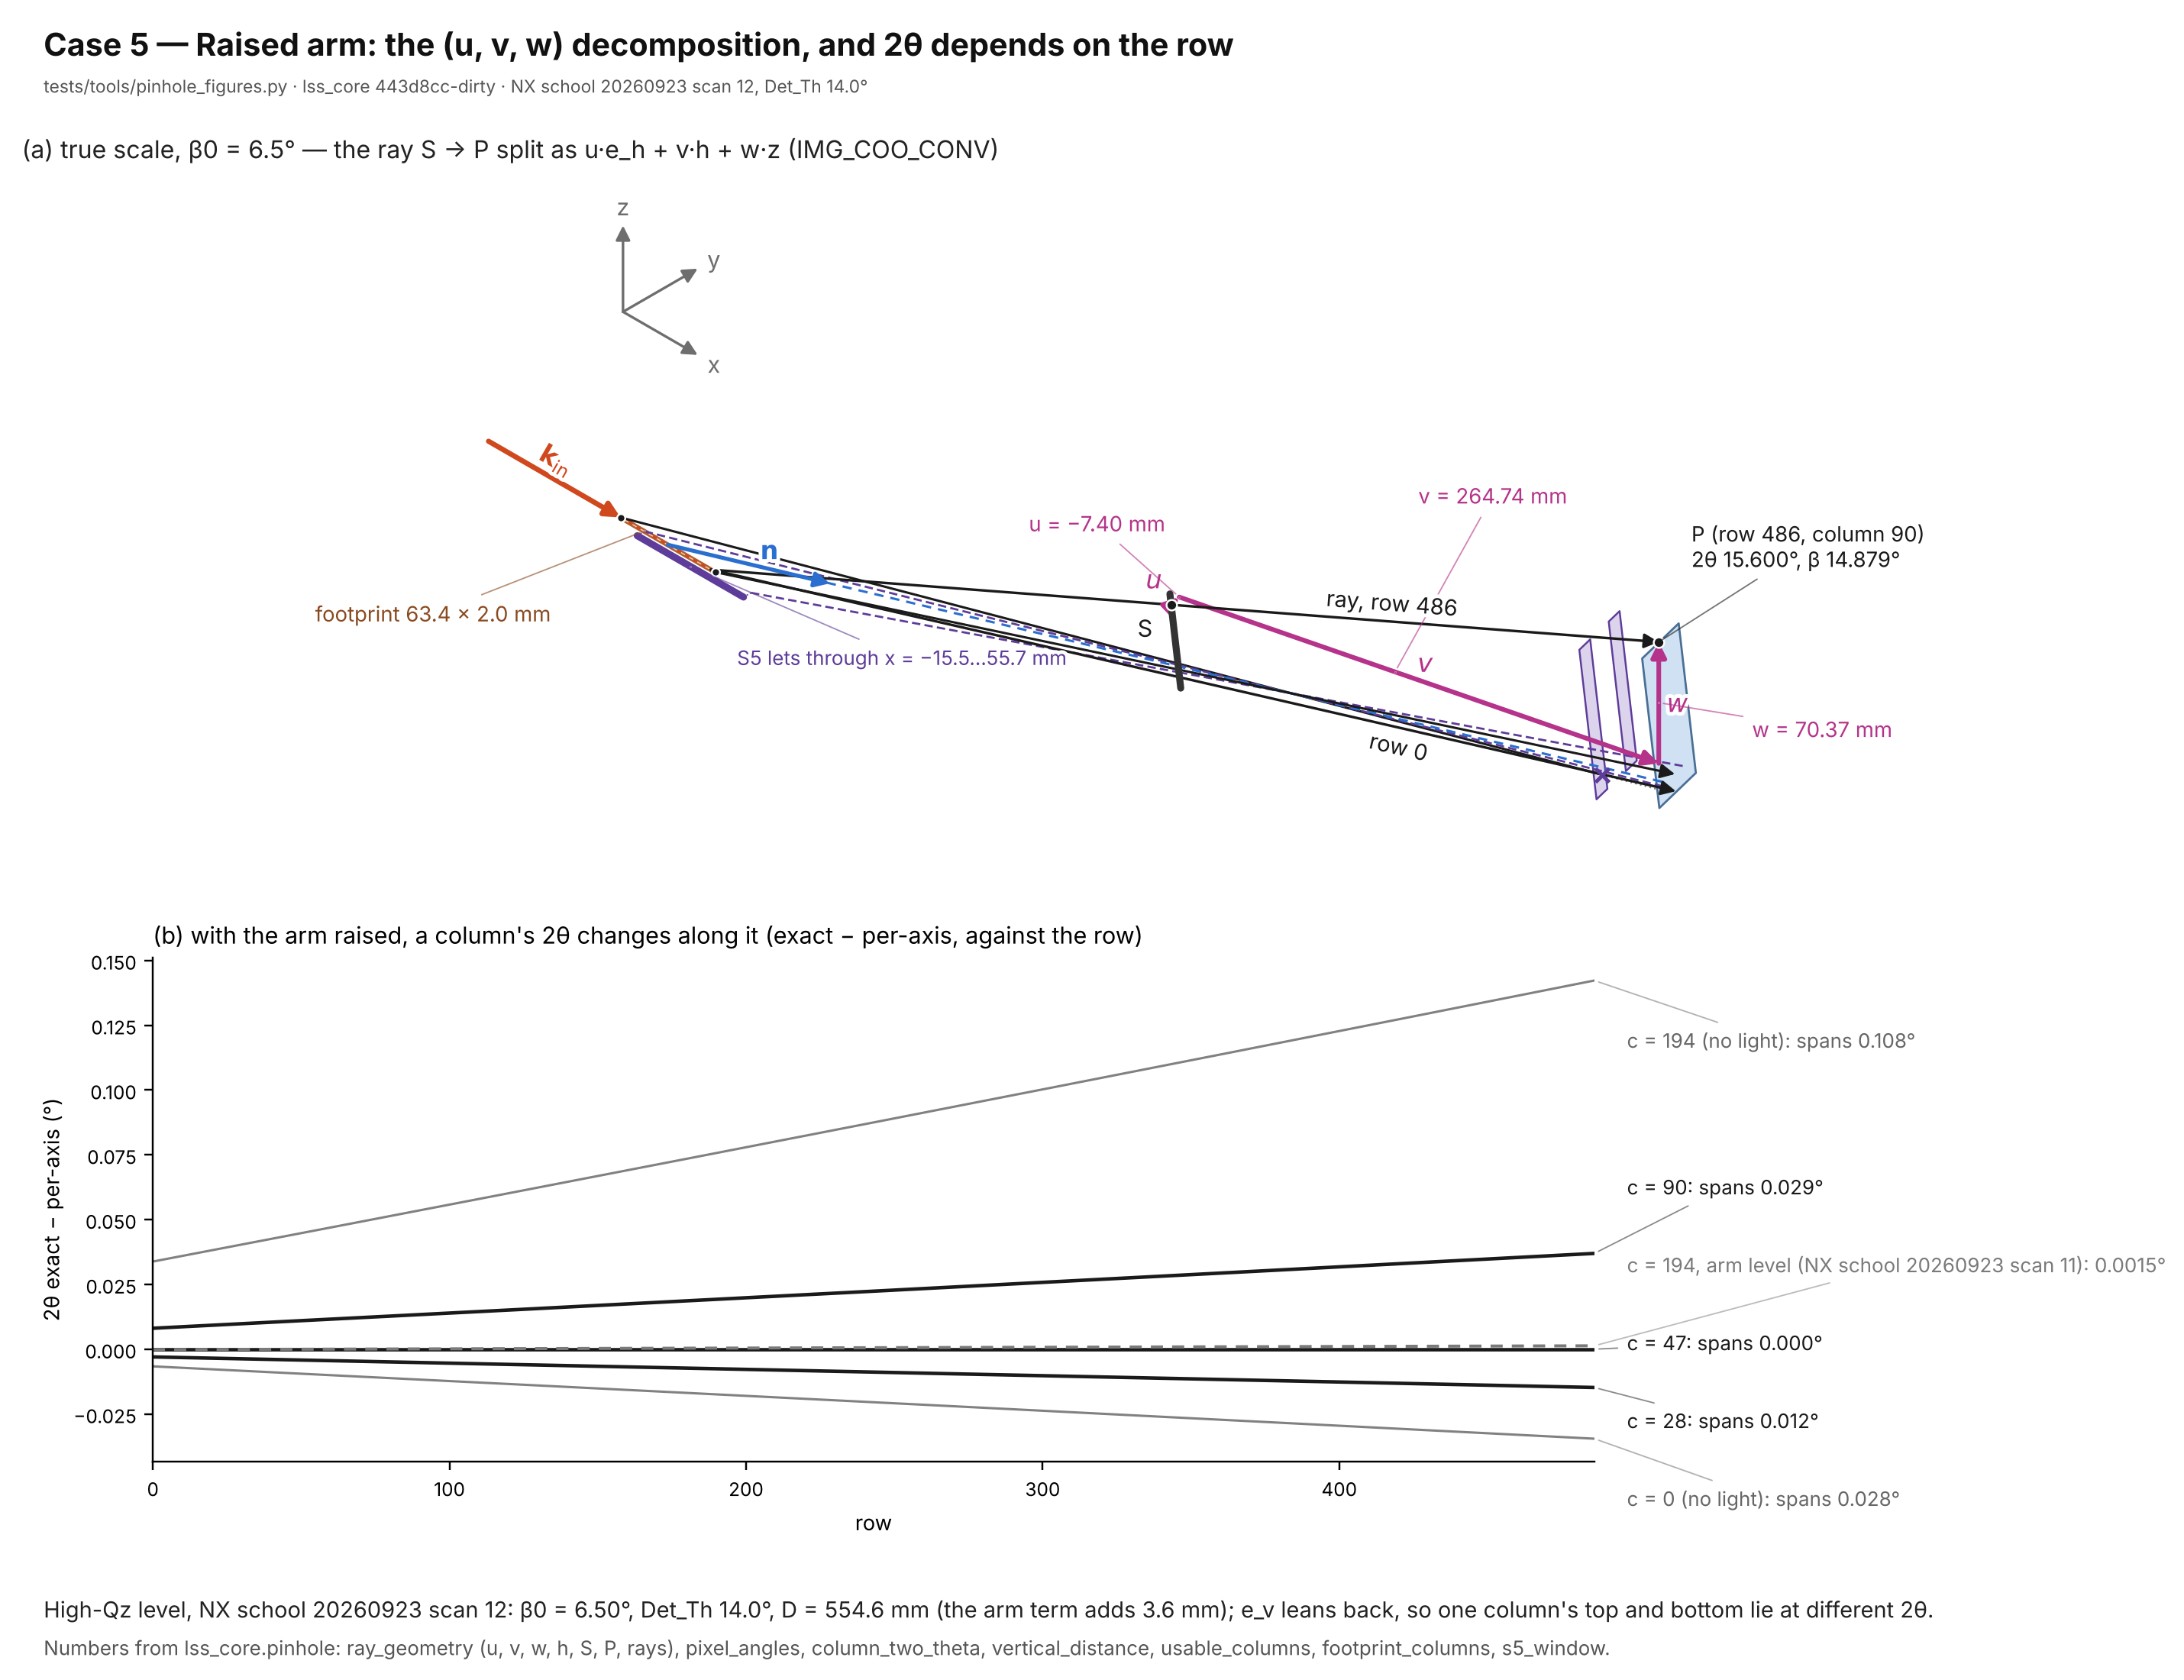 Case 5 — Raised arm: the (u, v, w) decomposition, and 2θ depends on the row
tests/tools/pinhole_figures.py · lss_core 443d8cc-dirty · NX school 20260923 scan 12, Det_Th 14.0°
(a) true scale, β0 = 6.5° — the ray S → P split as u·e_h + v·h + w·z (IMG_COO_CONV)
z
y
x
k_in
n
footprint 63.4 × 2.0 mm
S5 lets through x = −15.5…55.7 mm
u = −7.40 mm
u
S
v = 264.74 mm
ray, row 486
v
P (row 486, column 90)
2θ 15.600°, β 14.879°
w
w = 70.37 mm
row 0
(b) with the arm raised, a column's 2θ changes along it (exact − per-axis, against the row)
2θ exact − per-axis (°)
0.150
0.125
0.100
0.075
0.050
0.025
0.000
−0.025
0
100
200
300
400
row
c = 194 (no light): spans 0.108°
c = 90: spans 0.029°
c = 194, arm level (NX school 20260923 scan 11): 0.0015°
c = 47: spans 0.000°
c = 28: spans 0.012°
c = 0 (no light): spans 0.028°
High-Qz level, NX school 20260923 scan 12: β0 = 6.50°, Det_Th 14.0°, D = 554.6 mm (the arm term adds 3.6 mm); e_v leans back, so one column's top and bottom lie at different 2θ.
Numbers from lss_core.pinhole: ray_geometry (u, v, w, h, S, P, rays), pixel_angles, column_two_theta, vertical_distance, usable_columns, footprint_columns, s5_window.